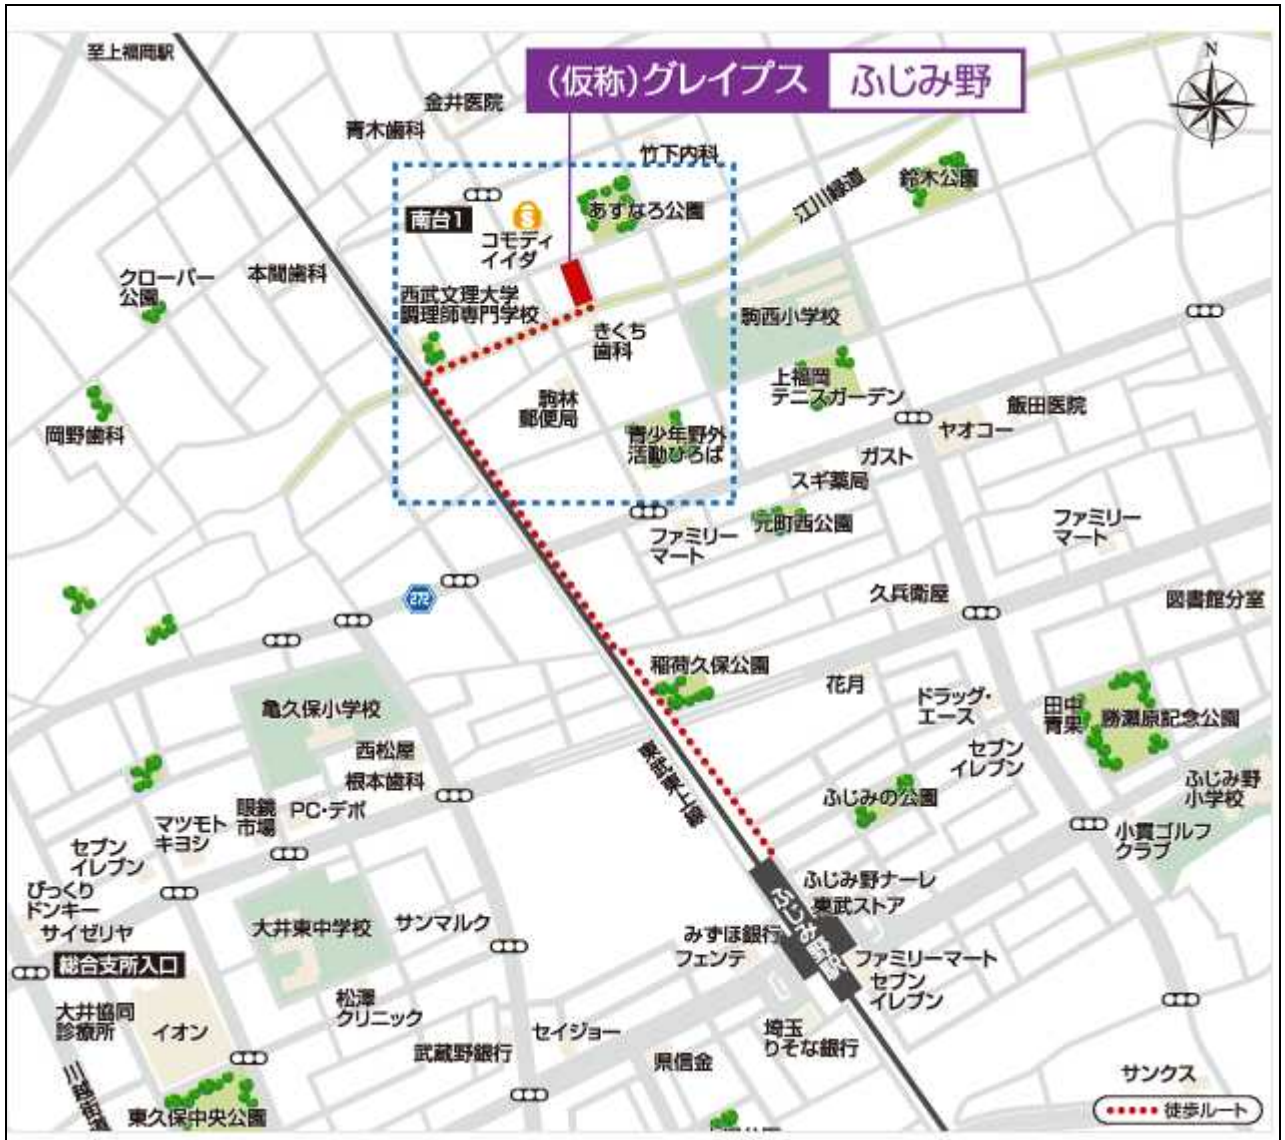 至上福岡駅
(仮称)グレイプス ふじみ野
N
金井医院
青木歯科
竹下内科
鈴木公園
江川緑道
南台1
あずなろ公園
コモディ
イイダ
クローバー
公園
本間歯科
西武文理大学
調理師専門学校
きくち
歯科
駒西小学校
上福岡
テニスガーデン
駒林
郵便局
飯田医院
ヤオコー
岡野歯科
青少年野外
活動ひろば
ガスト
スギ薬局
元町西公園
ファミリー
マート
ファミリー
マート
272
久兵衛屋
図書館分室
稲荷久保公園
花月
ドラッグ・
エース
田中
青果
勝瀬原記念公園
亀久保小学校
西松屋
根本歯科
東武東上線
セブン
イレブン
ふじみ野
小学校
ふじみの公園
眼鏡
市場
PC・デポ
マツモト
キヨシ
小貫ゴルフ
クラブ
セブン
イレブン
びっくり
ドンキー
サイゼリヤ
大井東中学校
サンマルク
ふじみ野ナーレ
東武ストア
ふじみ野駅
みずほ銀行
フェンテ
ファミリーマート
セブン
イレブン
総合支所入口
大井協同
診療所
イオン
松澤
クリニック
武蔵野銀行
セイジョー
埼玉
りそな銀行
県信金
川越街道
東久保中央公園
サンクス
徒歩ルート